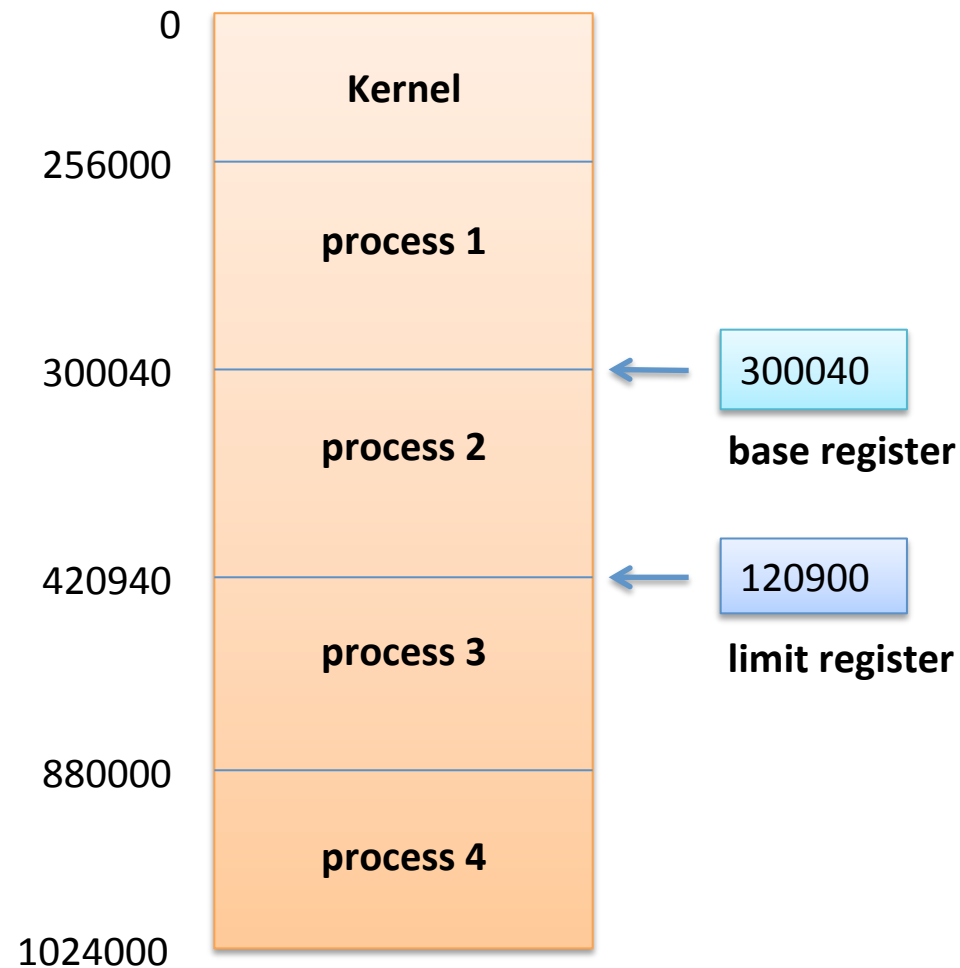 0
Kernel
256000
process 1
300040
300040
process 2
base register
420940
120900
process 3
limit register
880000
process 4
1024000